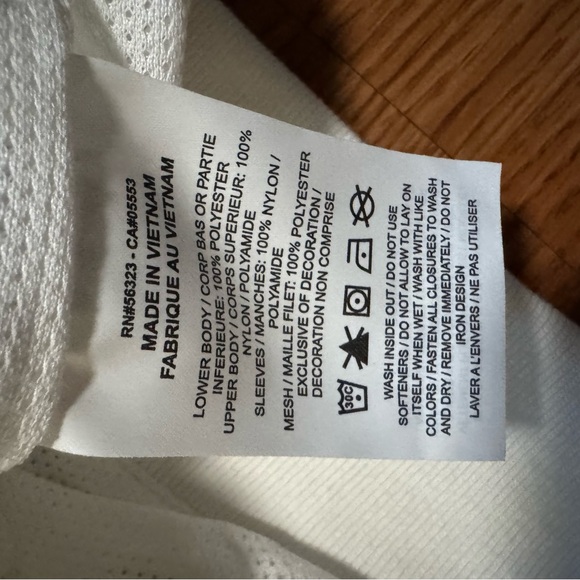 RN#56323 - CA#05553
MADE IN VIETNAM
FABRIQUE AU VIETNAM
LOWER BODY / CORP BAS OR PARTIE
INFERIEURE: 100% POLYESTER
UPPER BODY / CORPS SUPERIEUR: 100%
NYLON / POLYAMIDE
SLEEVES / MANCHES: 100% NYLON /
POLYAMIDE
MESH / MAILLE FILET: 100% POLYESTER
EXCLUSIVE OF DECORATION /
DECORATION NON COMPRISE
30C
WASH INSIDE OUT / DO NOT USE
SOFTENERS / DO NOT ALLOW TO LAY ON
ITSELF WHEN WET / WASH WITH LIKE
COLORS / FASTEN ALL CLOSURES TO WASH
AND DRY / REMOVE IMMEDIATELY / DO NOT
IRON DESIGN
LAVER A L'ENVERS / NE PAS UTILISER